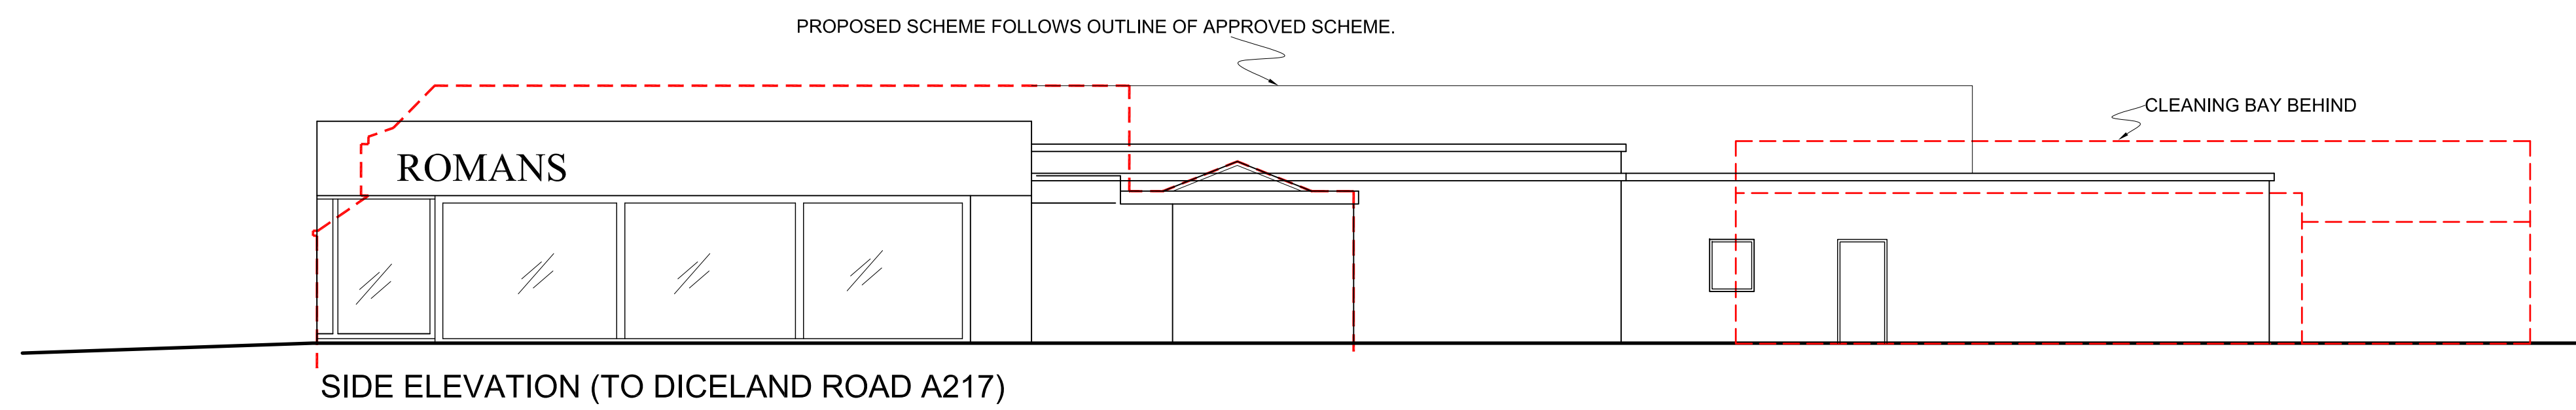 PROPOSED SCHEME FOLLOWS OUTLINE OF APPROVED SCHEME.
CLEANING BAY BEHIND
ROMANS
SIDE ELEVATION (TO DICELAND ROAD A217)